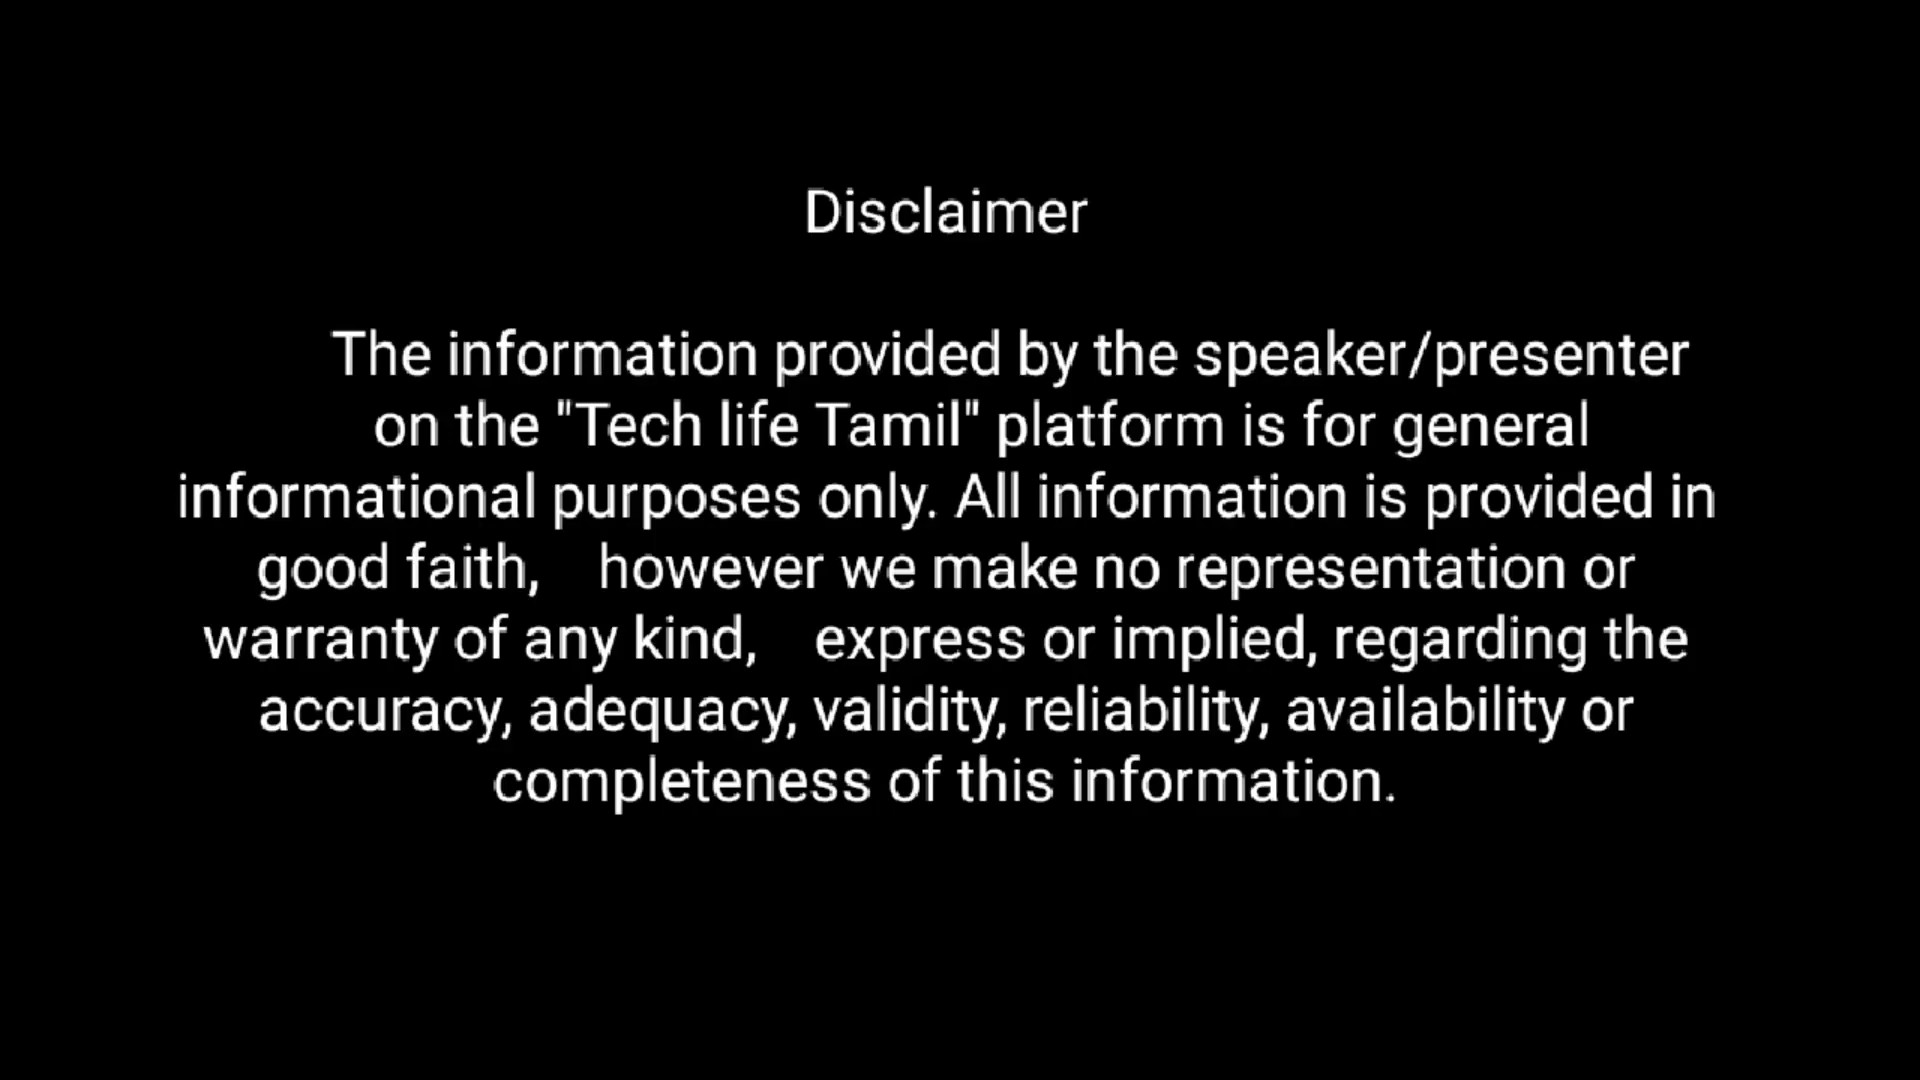 Disclaimer
The information provided by the speaker/presenter
on the "Tech life Tamil" platform is for general
informational purposes only. All information is provided in
good faith, however we make no representation or
warranty of any kind, express or implied, regarding the
accuracy, adequacy, validity, reliability, availability or
completeness of this information.